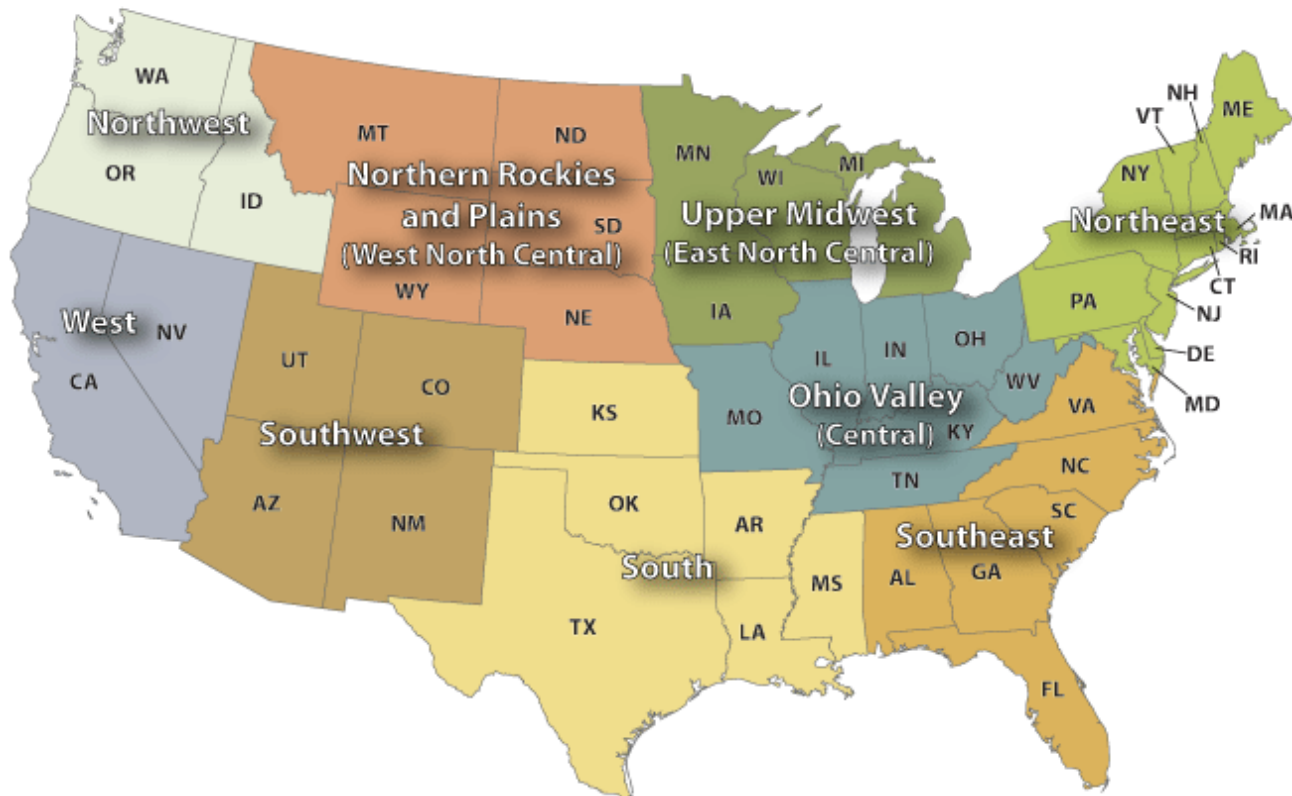 WA
NH
ME
Northwest
VT
MT
ND
MN
MI
OR
WI
NY
Northern Rockies
and Plains
(West North Central)
ID
SD
Upper Midwest
(East North Central)
Northeast
MA
RI
CT
WY
NE
IA
PA
NJ
West
NV
UT
CO
IL
IN
OH
DE
CA
WV
MD
KS
MO
Ohio Valley
(Central)
KY
VA
Southwest
NC
TN
AZ
NM
OK
AR
SC
Southeast
South
MS
AL
GA
TX
LA
FL